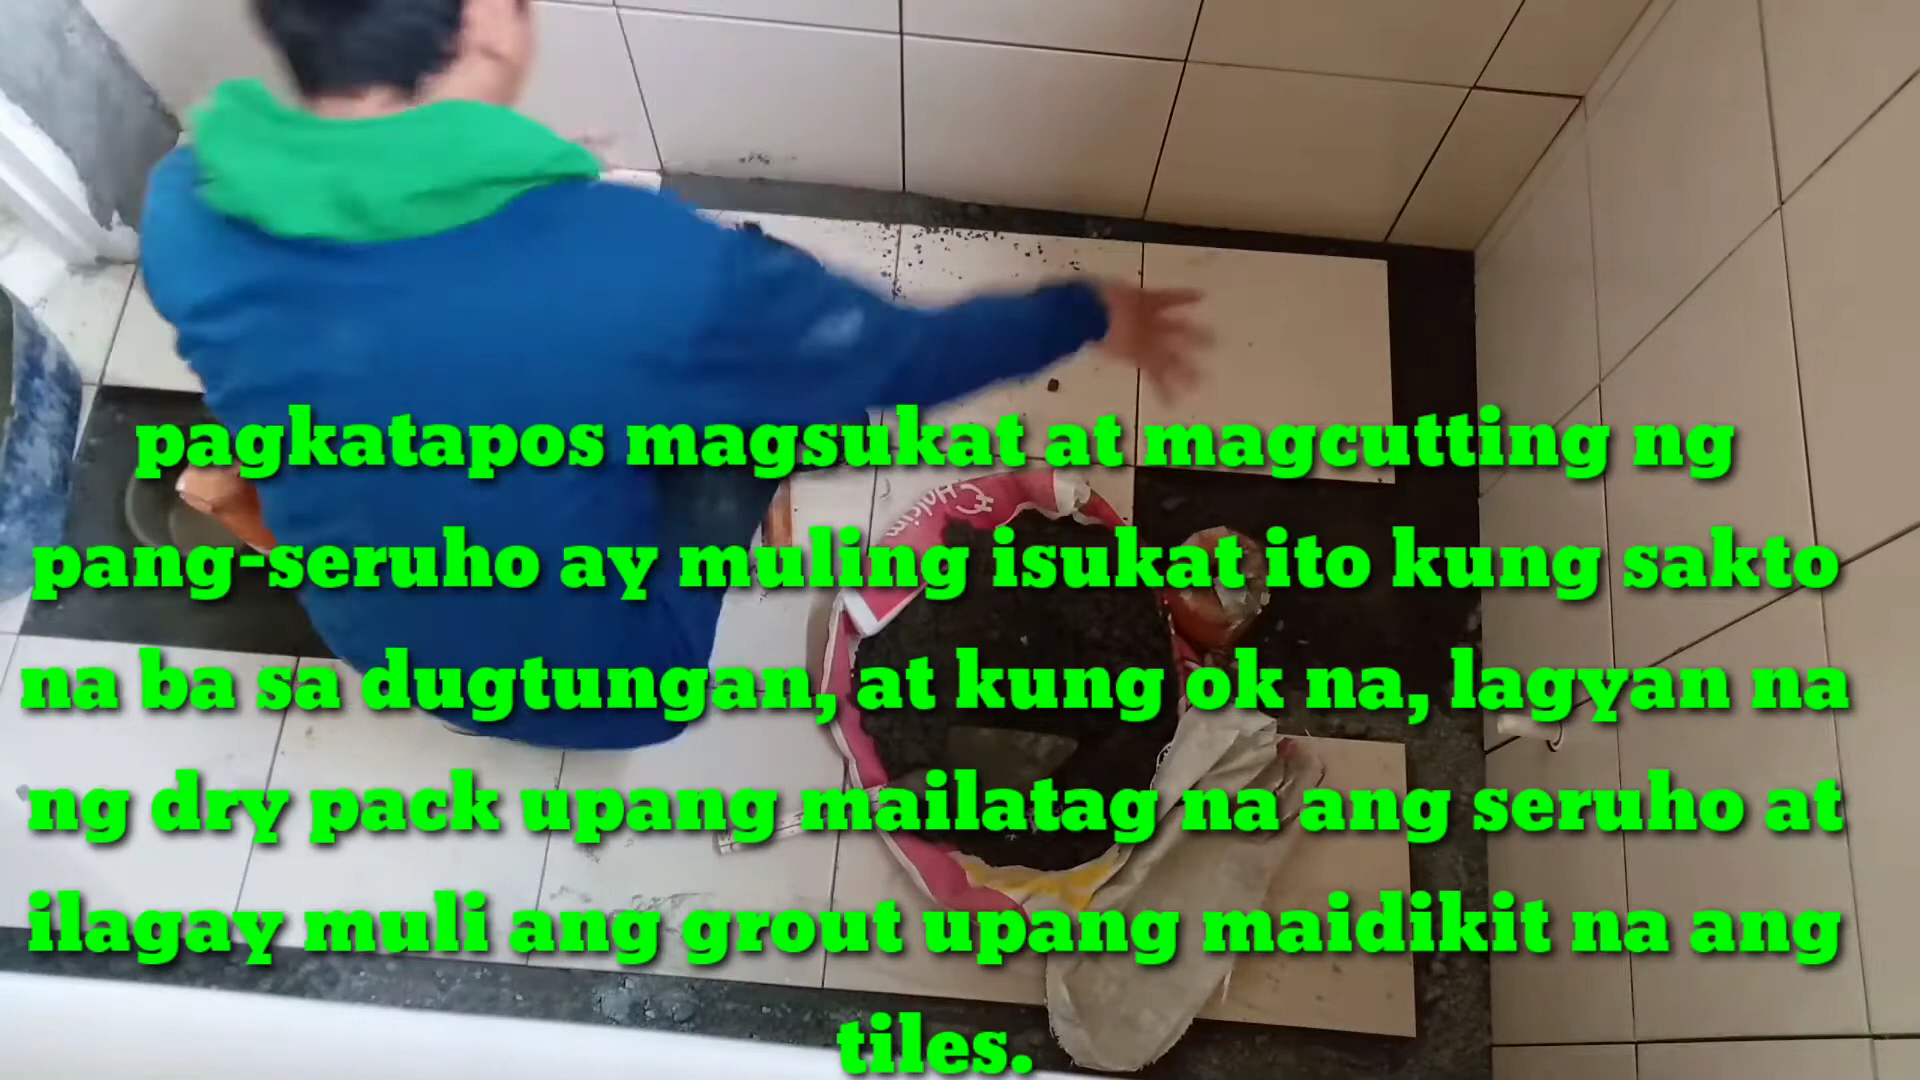 pagkatapos magsukat at magcutting ng
pang-seruho ay muling isukat ito kung sakto
na ba sa dugtungan, at kung ok na, lagyan na
ng dry pack upang mailatag na ang seruho at
ilagay muli ang grout upang maidikit na ang
tiles.
Holcim